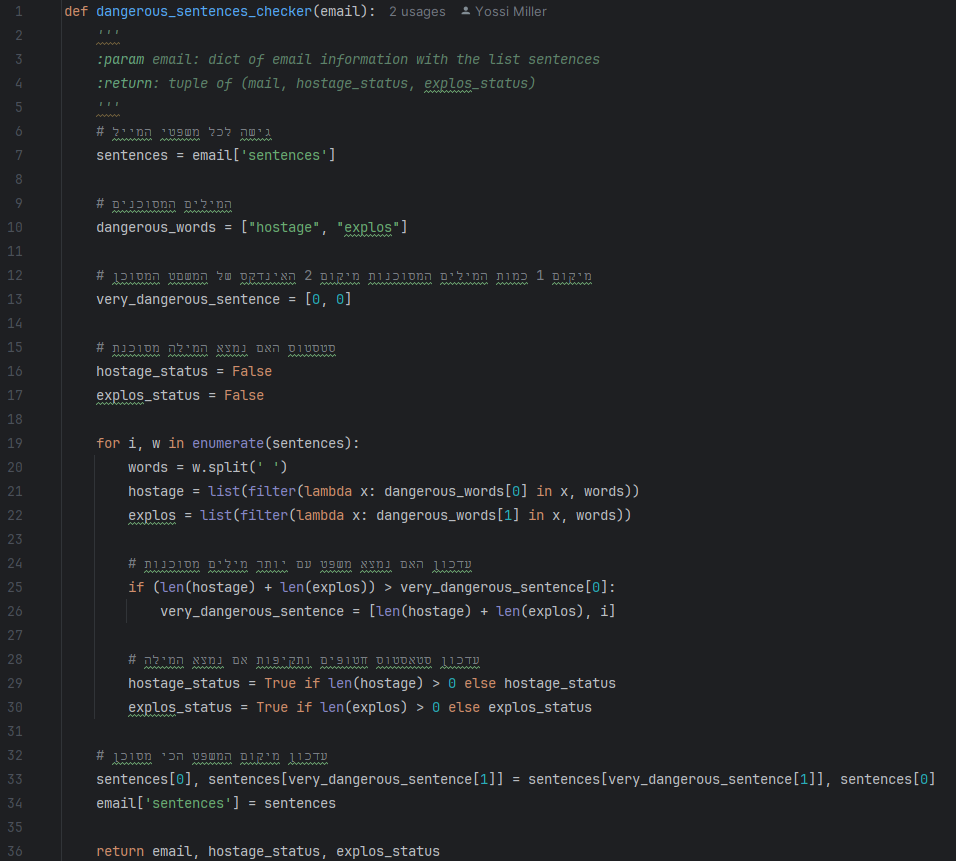 1 def dangerous_sentences_checker(email): 2 usages Yossi Miller
2 '''
3 :param email: dict of email information with the list sentences
4 :return: tuple of (mail, hostage_status, explos_status)
5 '''
6 # גישה לכל משפטי המייל
7 sentences = email['sentences']
8
9 # המילים המסוכנים
10 dangerous_words = ["hostage", "explos"]
11
12 # מיקום 1 כמות המילים המסוכנות מיקום 2 האינדקס של המשםט המסוכן
13 very_dangerous_sentence = [0, 0]
14
15 # סטסטוס האם נמצא המילה מסוכנת
16 hostage_status = False
17 explos_status = False
18
19 for i, w in enumerate(sentences):
20 words = w.split(' ')
21 hostage = list(filter(lambda x: dangerous_words[0] in x, words))
22 explos = list(filter(lambda x: dangerous_words[1] in x, words))
23
24 # עדכון האם נמצא משפט עם יותר מילים מסוכנות
25 if (len(hostage) + len(explos)) > very_dangerous_sentence[0]:
26 very_dangerous_sentence = [len(hostage) + len(explos), i]
27
28 # עדכון סטאסטוס חטופים ותקיפות אם נמצא המילה
29 hostage_status = True if len(hostage) > 0 else hostage_status
30 explos_status = True if len(explos) > 0 else explos_status
31
32 # עדכון מיקום המשפט הכי מסוכן
33 sentences[0], sentences[very_dangerous_sentence[1]] = sentences[very_dangerous_sentence[1]], sentences[0]
34 email['sentences'] = sentences
35
36 return email, hostage_status, explos_status